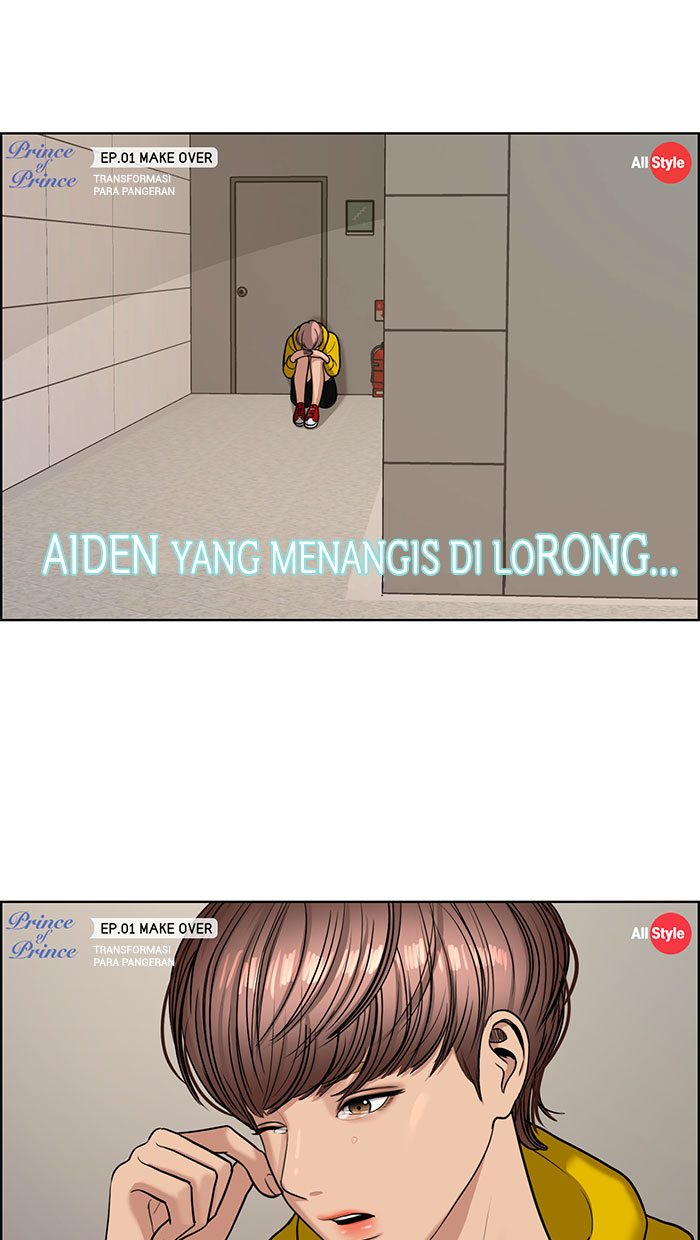 Prince
of
Prince
EP.01 MAKE OVER
TRANSFORMASI
PARA PANGERAN
All Style
AIDEN YANG MENANGIS DI LORONG...
Prince
of
Prince
EP.01 MAKE OVER
TRANSFORMASI
PARA PANGERAN
All Style